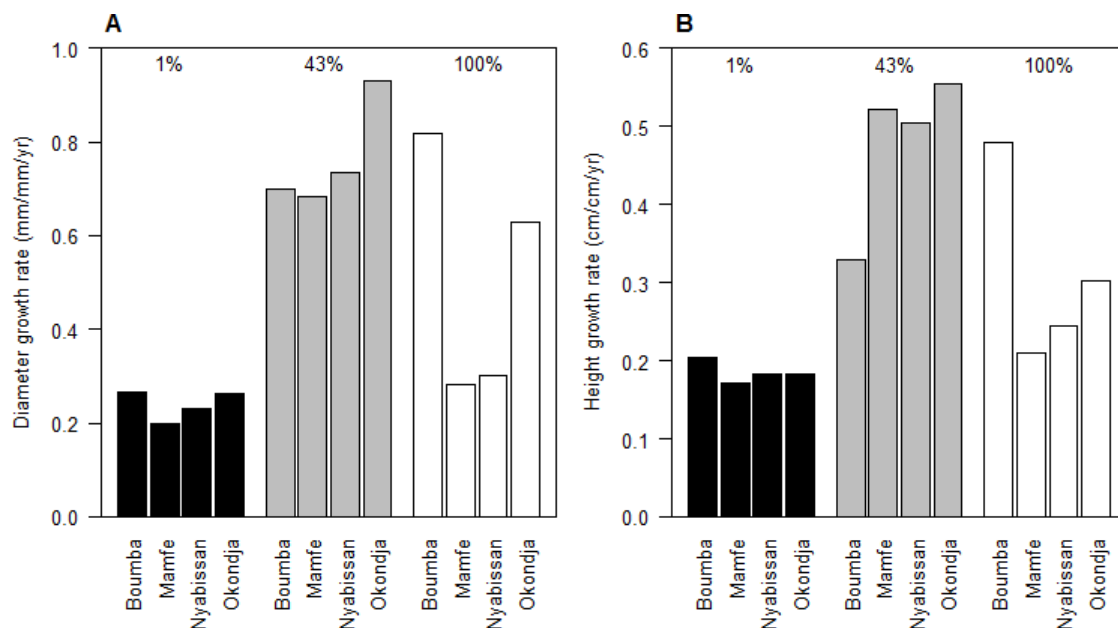 A
Diameter growth rate (mm/mm/yr)
1.0
0.8
0.6
0.4
0.2
0.0
1% 43% 100%
Boumba Mamfe Nyabissan Okondja Boumba Mamfe Nyabissan Okondja Boumba Mamfe Nyabissan Okondja
B
Height growth rate (cm/cm/yr)
0.6
0.5
0.4
0.3
0.2
0.1
0.0
1% 43% 100%
Boumba Mamfe Nyabissan Okondja Boumba Mamfe Nyabissan Okondja Boumba Mamfe Nyabissan Okondja